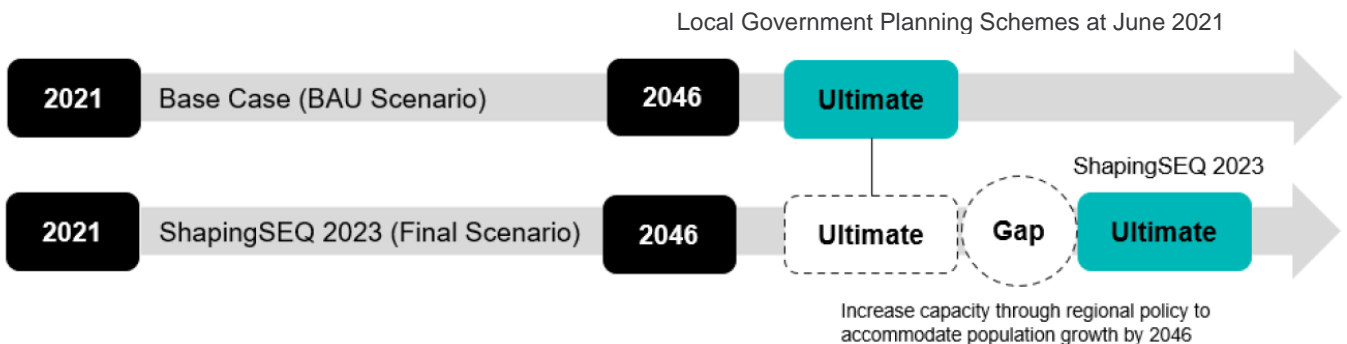 Local Government Planning Schemes at June 2021
2021 Base Case (BAU Scenario) 2046 Ultimate
ShapingSEQ 2023
2021 ShapingSEQ 2023 (Final Scenario) 2046 Ultimate Gap Ultimate
Increase capacity through regional policy to
accommodate population growth by 2046